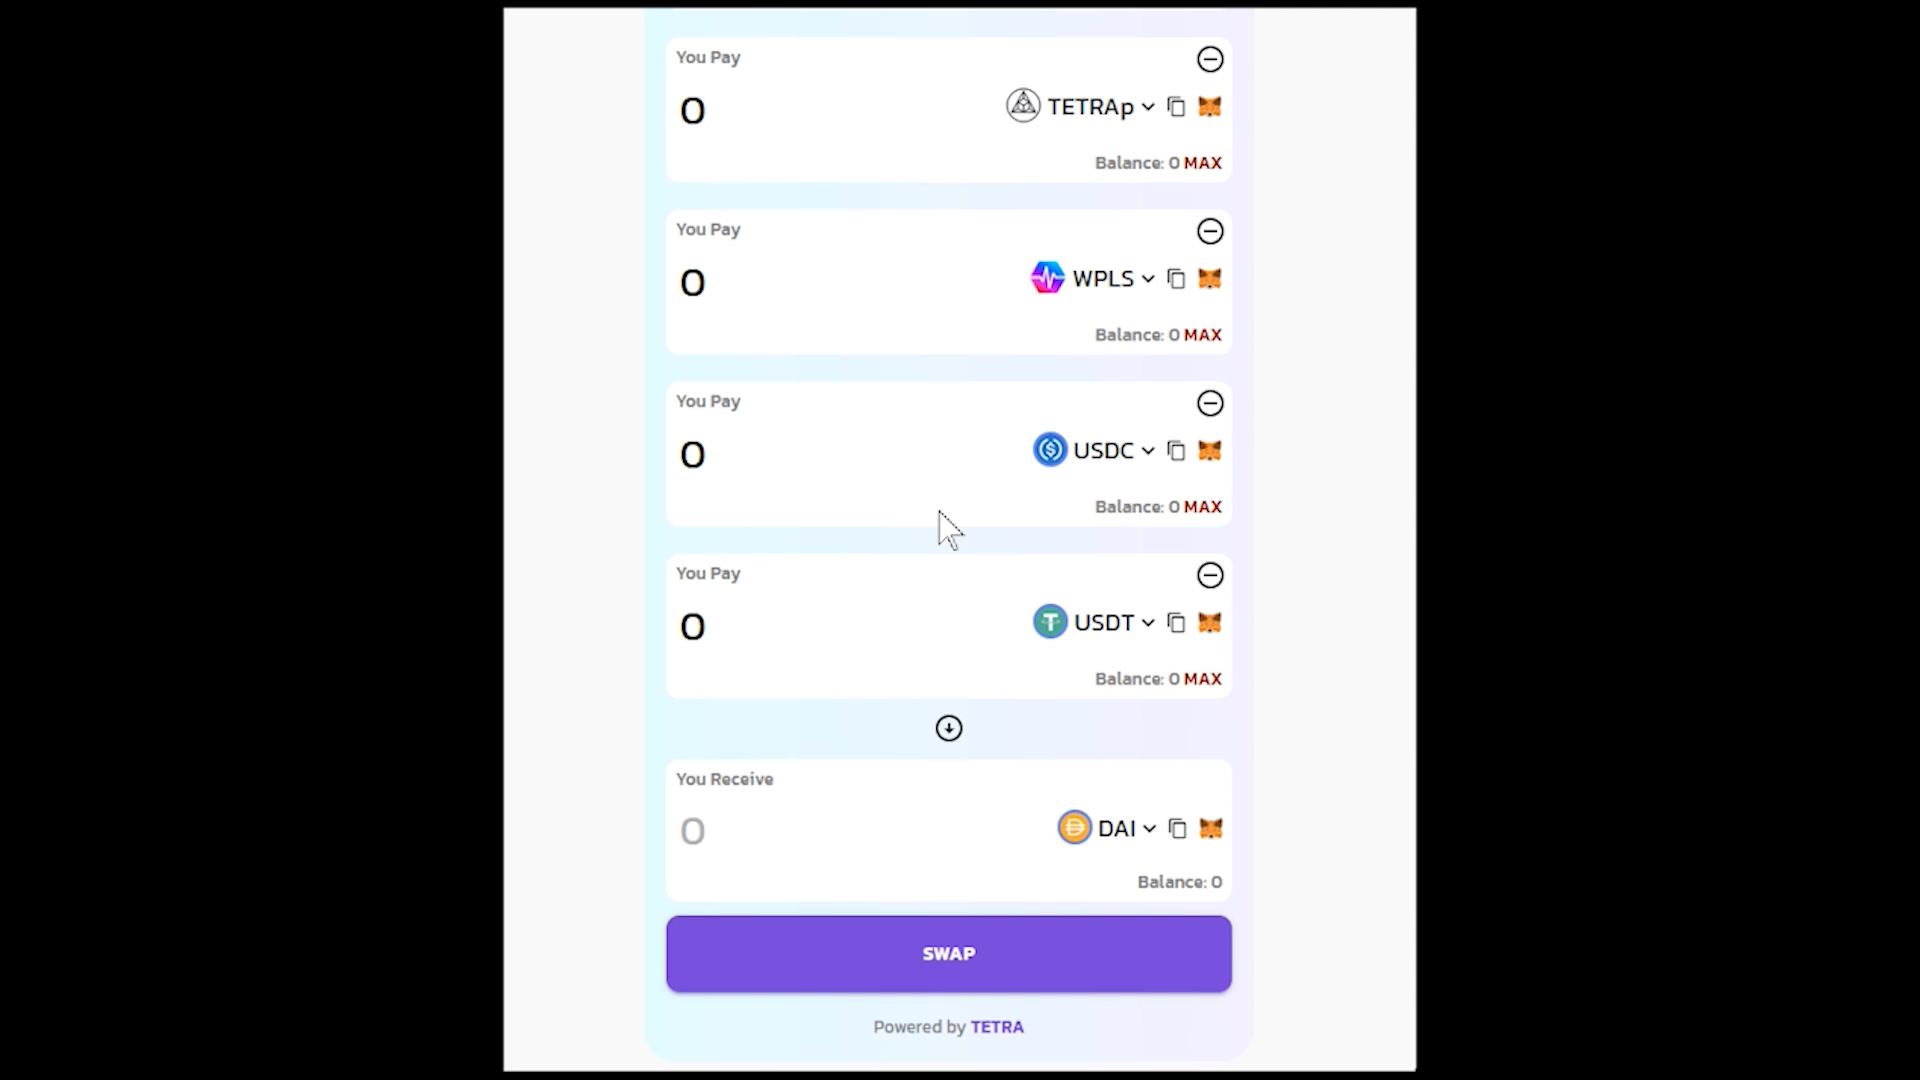 You Pay
0
TETRAp
Balance: 0 MAX
You Pay
0
WPLS
Balance: 0 MAX
You Pay
0
USDC
Balance: 0 MAX
You Pay
0
USDT
Balance: 0 MAX
You Receive
0
DAI
Balance: 0
SWAP
Powered by TETRA